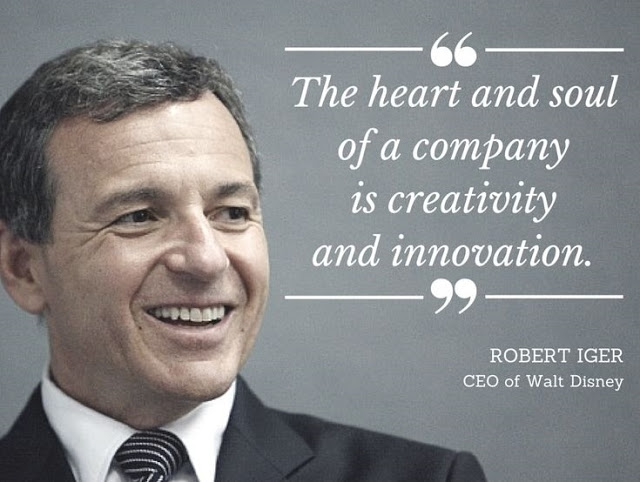 “
The heart and soul
of a company
is creativity
and innovation.
”
ROBERT IGER
CEO of Walt Disney